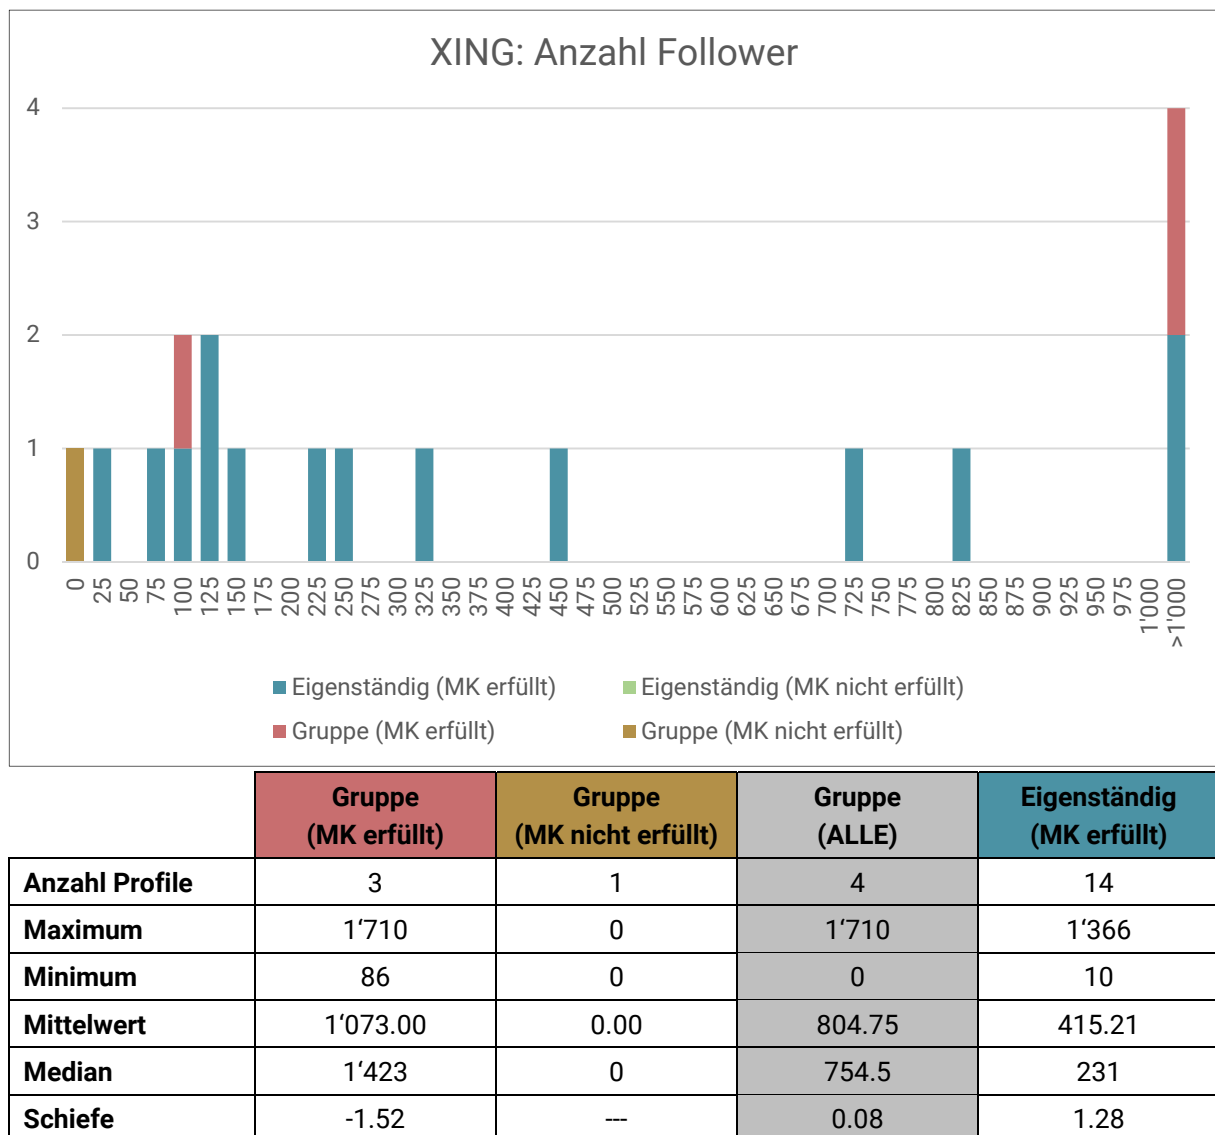 XING: Anzahl Follower
4
3
2
1
0
0 25 50 75 100 125 150 175 200 225 250 275 300 325 350 375 400 425 450 475 500 525 550 575 600 625 650 675 700 725 750 775 800 825 850 875 900 925 950 975 1'000 >1'000
Eigenständig (MK erfüllt) Eigenständig (MK nicht erfüllt)
Gruppe (MK erfüllt) Gruppe (MK nicht erfüllt)
Gruppe Gruppe Gruppe Eigenständig
(MK erfüllt) (MK nicht erfüllt) (ALLE) (MK erfüllt)
Anzahl Profile 3 1 4 14
Maximum 1‘710 0 1‘710 1‘366
Minimum 86 0 0 10
Mittelwert 1‘073.00 0.00 804.75 415.21
Median 1‘423 0 754.5 231
Schiefe -1.52 --- 0.08 1.28